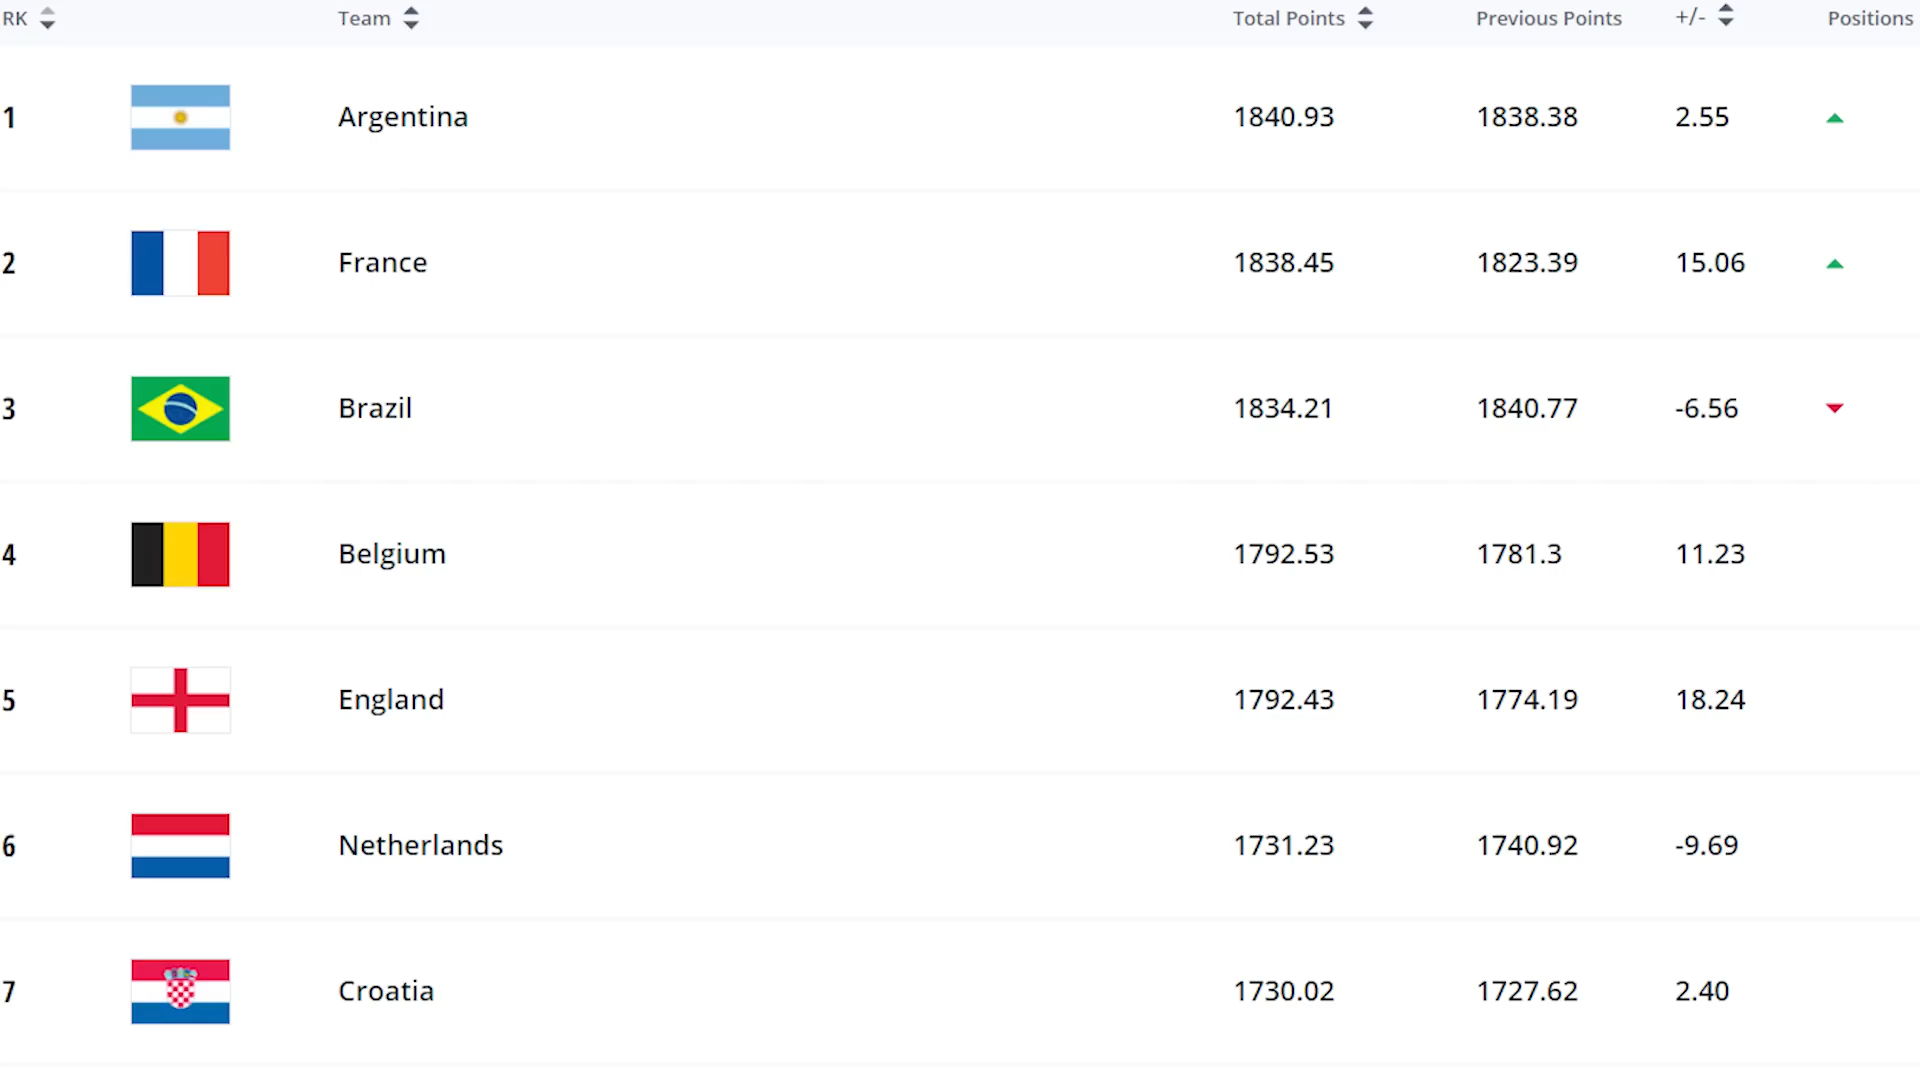 RK Team Total Points Previous Points +/- Positions
1 Argentina 1840.93 1838.38 2.55
2 France 1838.45 1823.39 15.06
3 Brazil 1834.21 1840.77 -6.56
4 Belgium 1792.53 1781.3 11.23
5 England 1792.43 1774.19 18.24
6 Netherlands 1731.23 1740.92 -9.69
7 Croatia 1730.02 1727.62 2.40